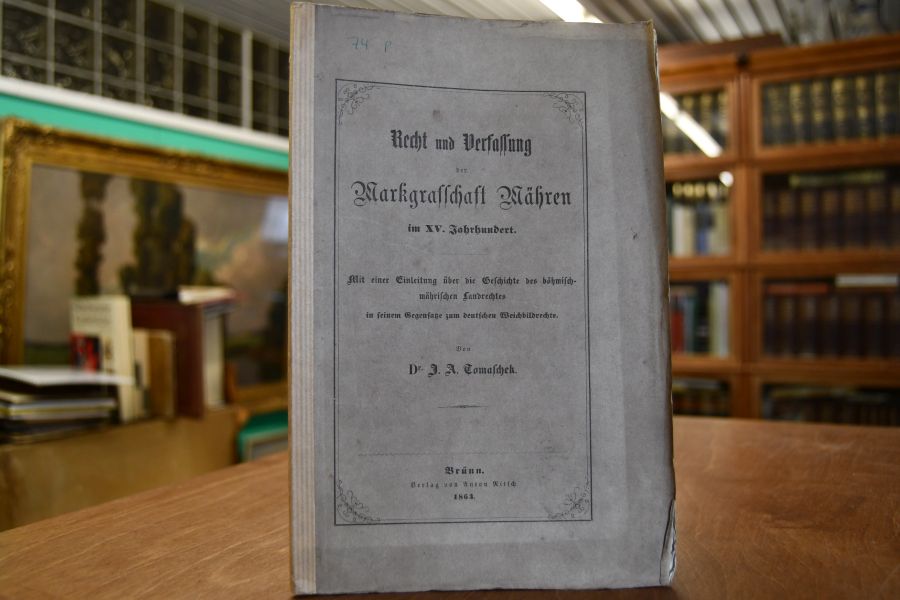 74 P
Recht und Verfassung
der
Markgrafschaft Mähren
im XV. Jahrhundert.
Mit einer Einleitung über die Geschichte des böhmisch-
mährischen Landrechtes
in seinem Gegensatze zum deutschen Weichbildrechte.
Von
Dr. J. A. Tomaschek.
Brünn.
Verlag von Anton Nitsch
1863.